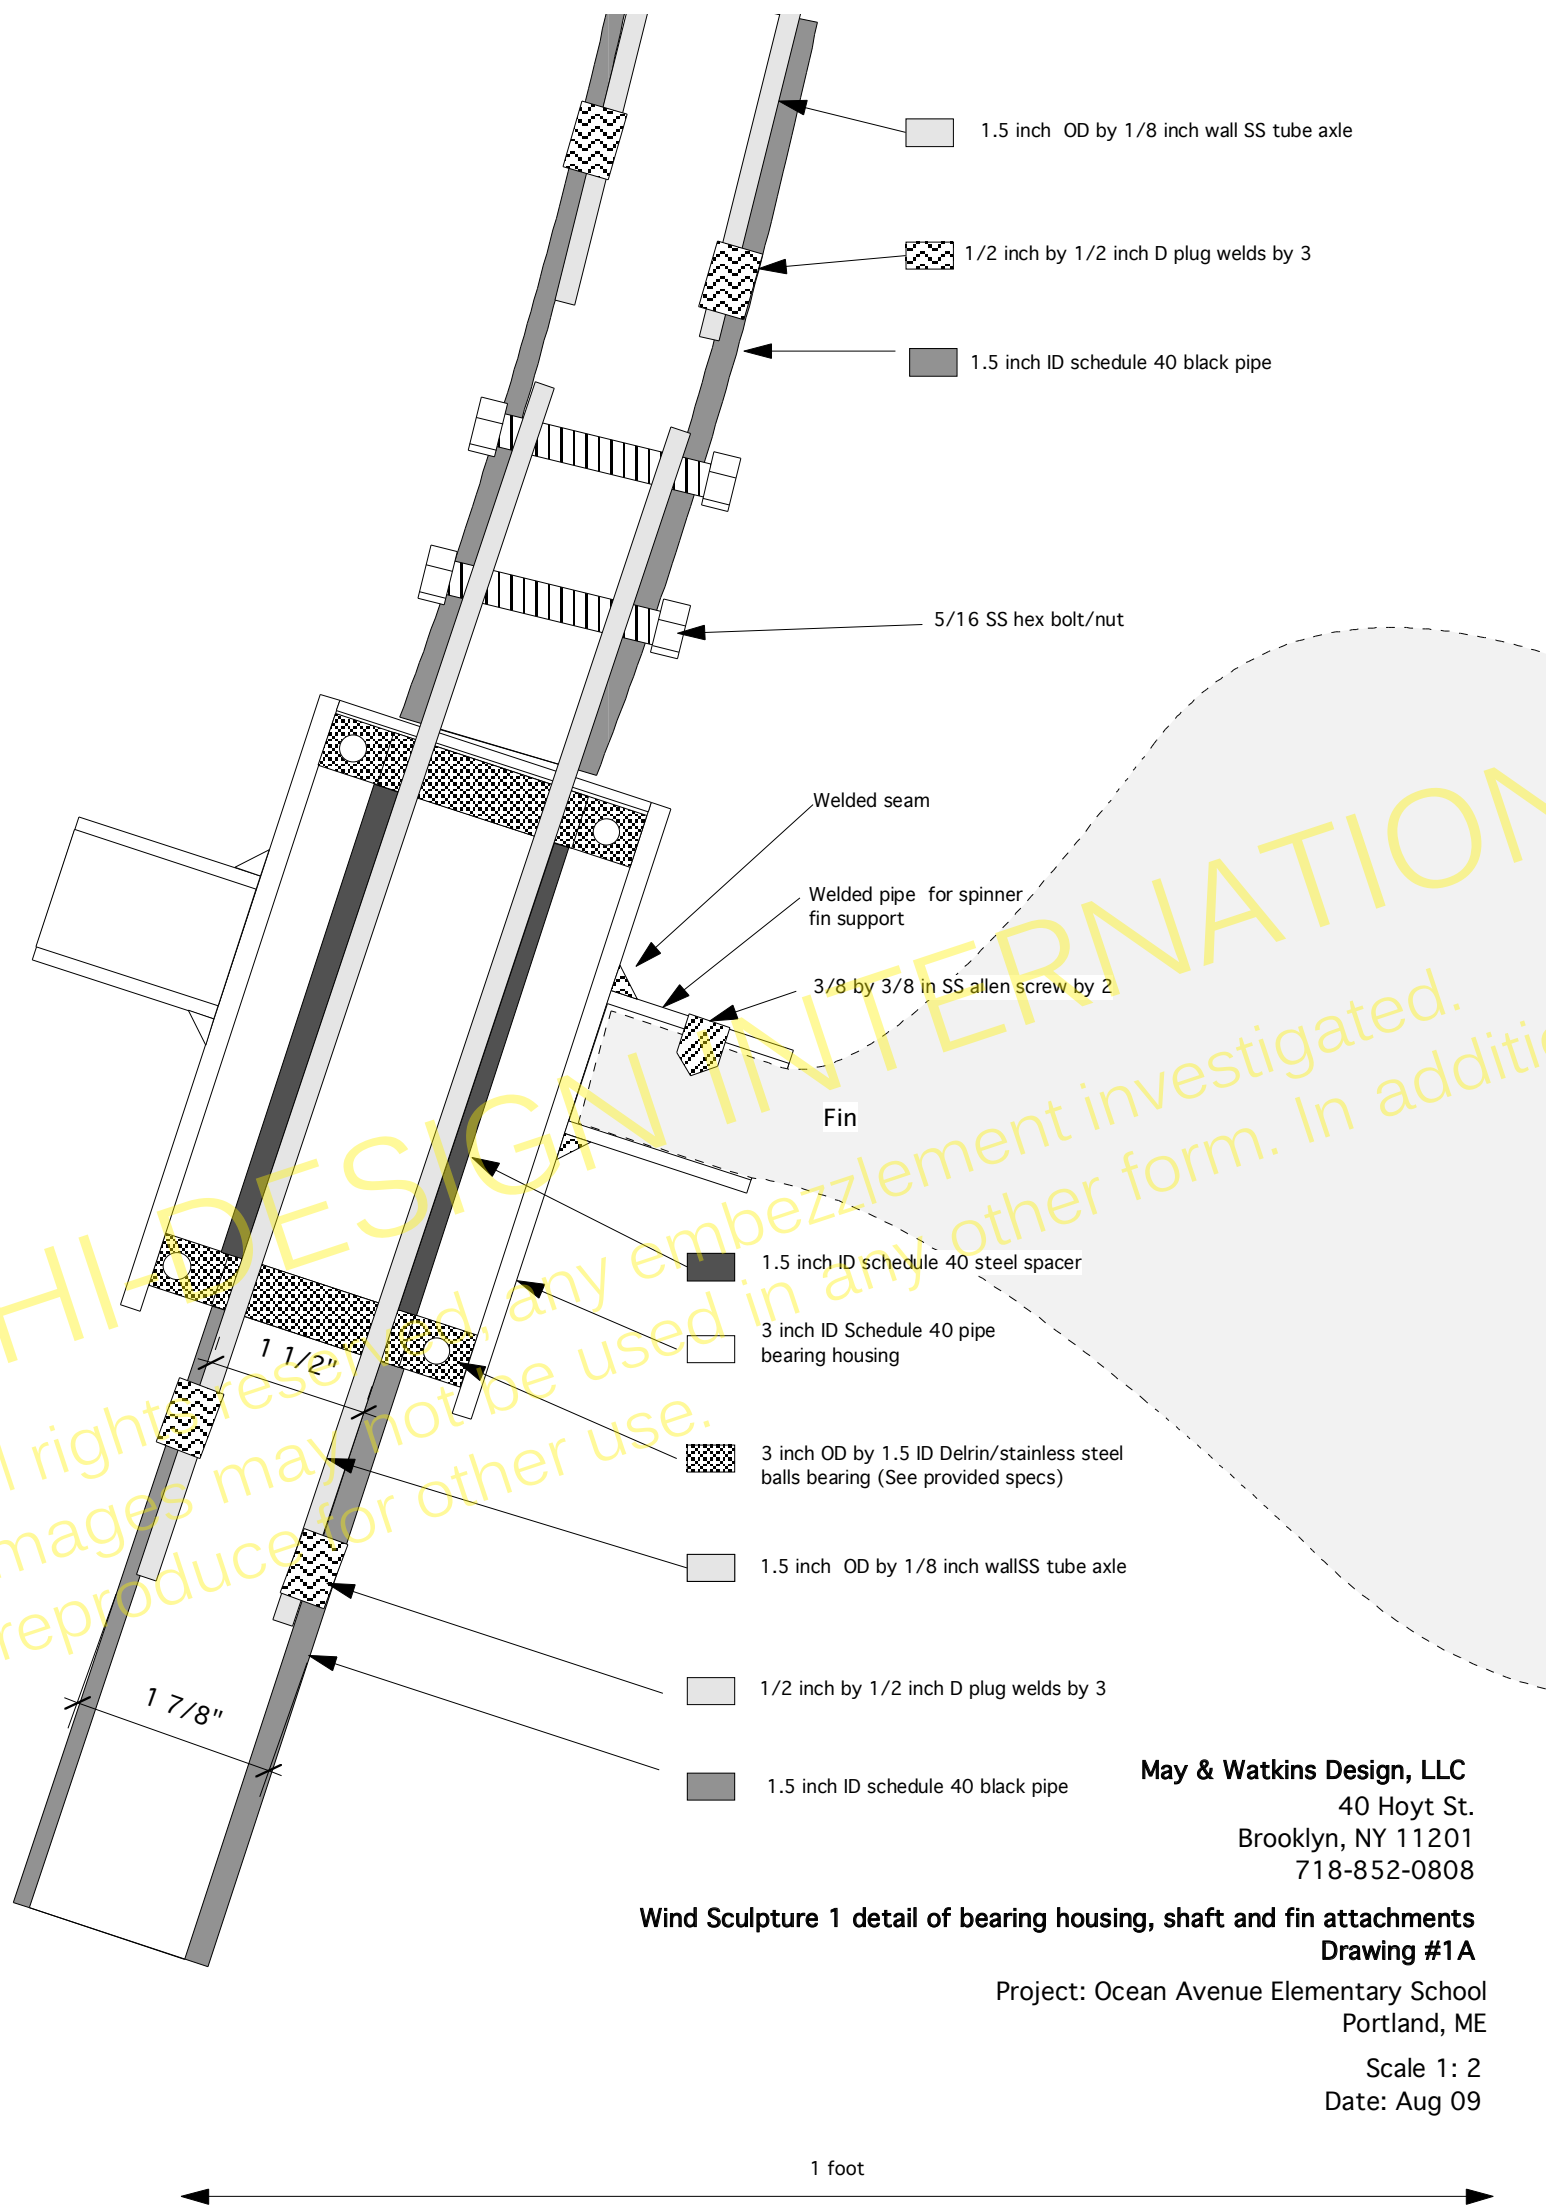 1.5 inch  OD by 1/8 inch wall SS tube axle
1/2 inch by 1/2 inch D plug welds by 3
1.5 inch ID schedule 40 black pipe
5/16 SS hex bolt/nut
Welded seam
Welded pipe  for spinner
fin support
3/8 by 3/8 in SS allen screw by 2
Fin
1.5 inch ID schedule 40 steel spacer
3 inch ID Schedule 40 pipe
bearing housing
1 1/2"
3 inch OD by 1.5 ID Delrin/stainless steel
balls bearing (See provided specs)
1.5 inch  OD by 1/8 inch wallSS tube axle
1/2 inch by 1/2 inch D plug welds by 3
1 7/8"
1.5 inch ID schedule 40 black pipe
May & Watkins Design, LLC
40 Hoyt St.
Brooklyn, NY 11201
718-852-0808
Wind Sculpture 1 detail of bearing housing, shaft and fin attachments
Drawing #1A
Project: Ocean Avenue Elementary School
Portland, ME
Scale 1: 2
Date: Aug 09
1 foot
HI-DESIGN INTERNATION
rights reserved, any embezzlement investigated.
mages may not be used in any other form. In additi
reproduce for other use.